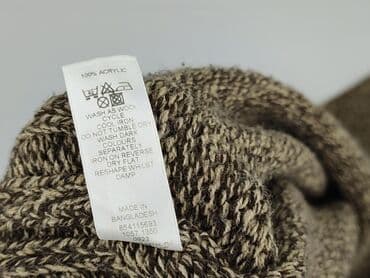 100% ACRYLIC
WASH AS WOOL
CYCLE
COOL IRON
DO NOT TUMBLE DRY
WASH DARK
COLOURS
SEPARATELY
IRON ON REVERSE
DRY FLAT
RESHAPE WHILST
DAMP
MADE IN
BANGLADESH